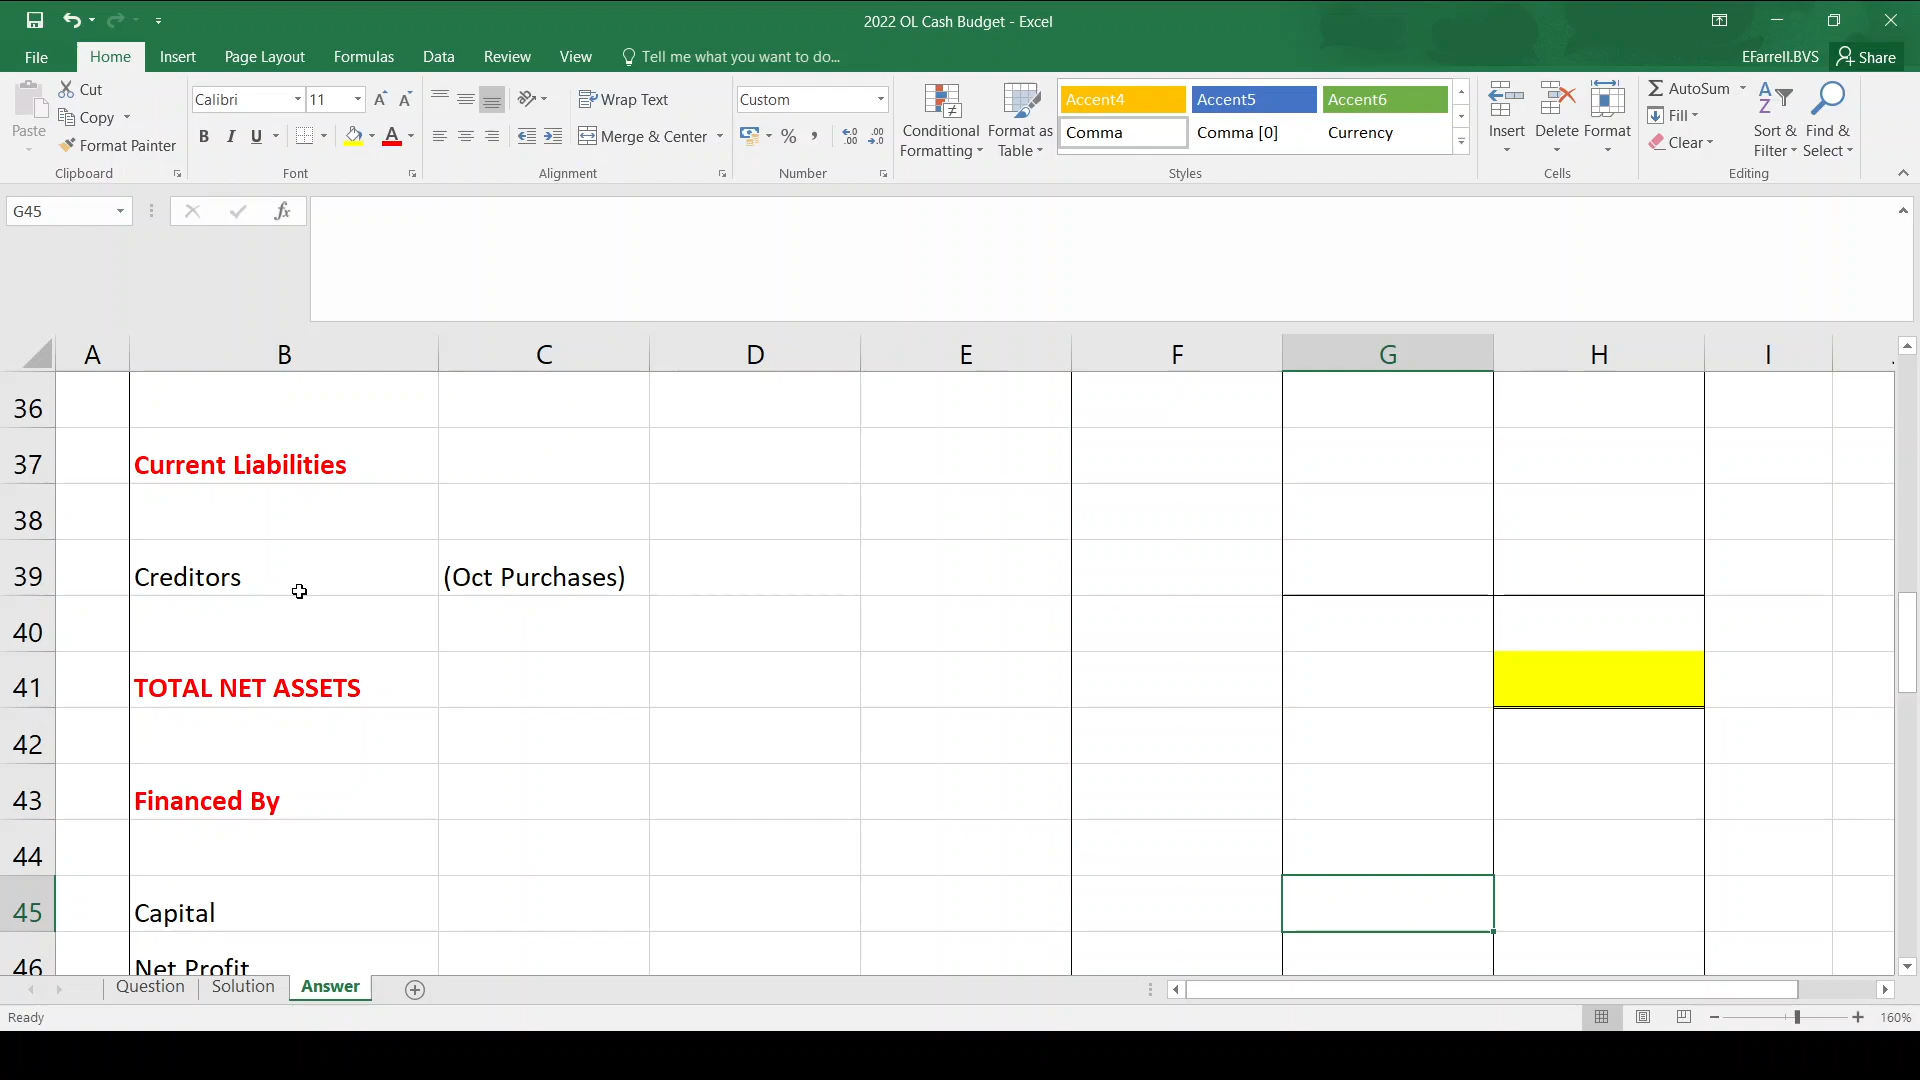 2022 OL Cash Budget - Excel
File Home Insert Page Layout Formulas Data Review View Tell me what you want to do... EFarrell.BVS Share
Paste
Cut
Copy
Format Painter
Clipboard
Calibri 11
B I U
Font
Wrap Text
Merge & Center
Alignment
Custom
Number
Conditional Formatting
Format as Table
Accent4 Accent5 Accent6
Comma Comma [0] Currency
Styles
Insert Delete Format
Cells
AutoSum
Fill
Clear
Sort & Filter
Find & Select
Editing
G45 fx
A B C D E F G H I
36
37 Current Liabilities
38
39 Creditors (Oct Purchases)
40
41 TOTAL NET ASSETS
42
43 Financed By
44
45 Capital
46 Net Profit
Question Solution Answer
Ready 160%